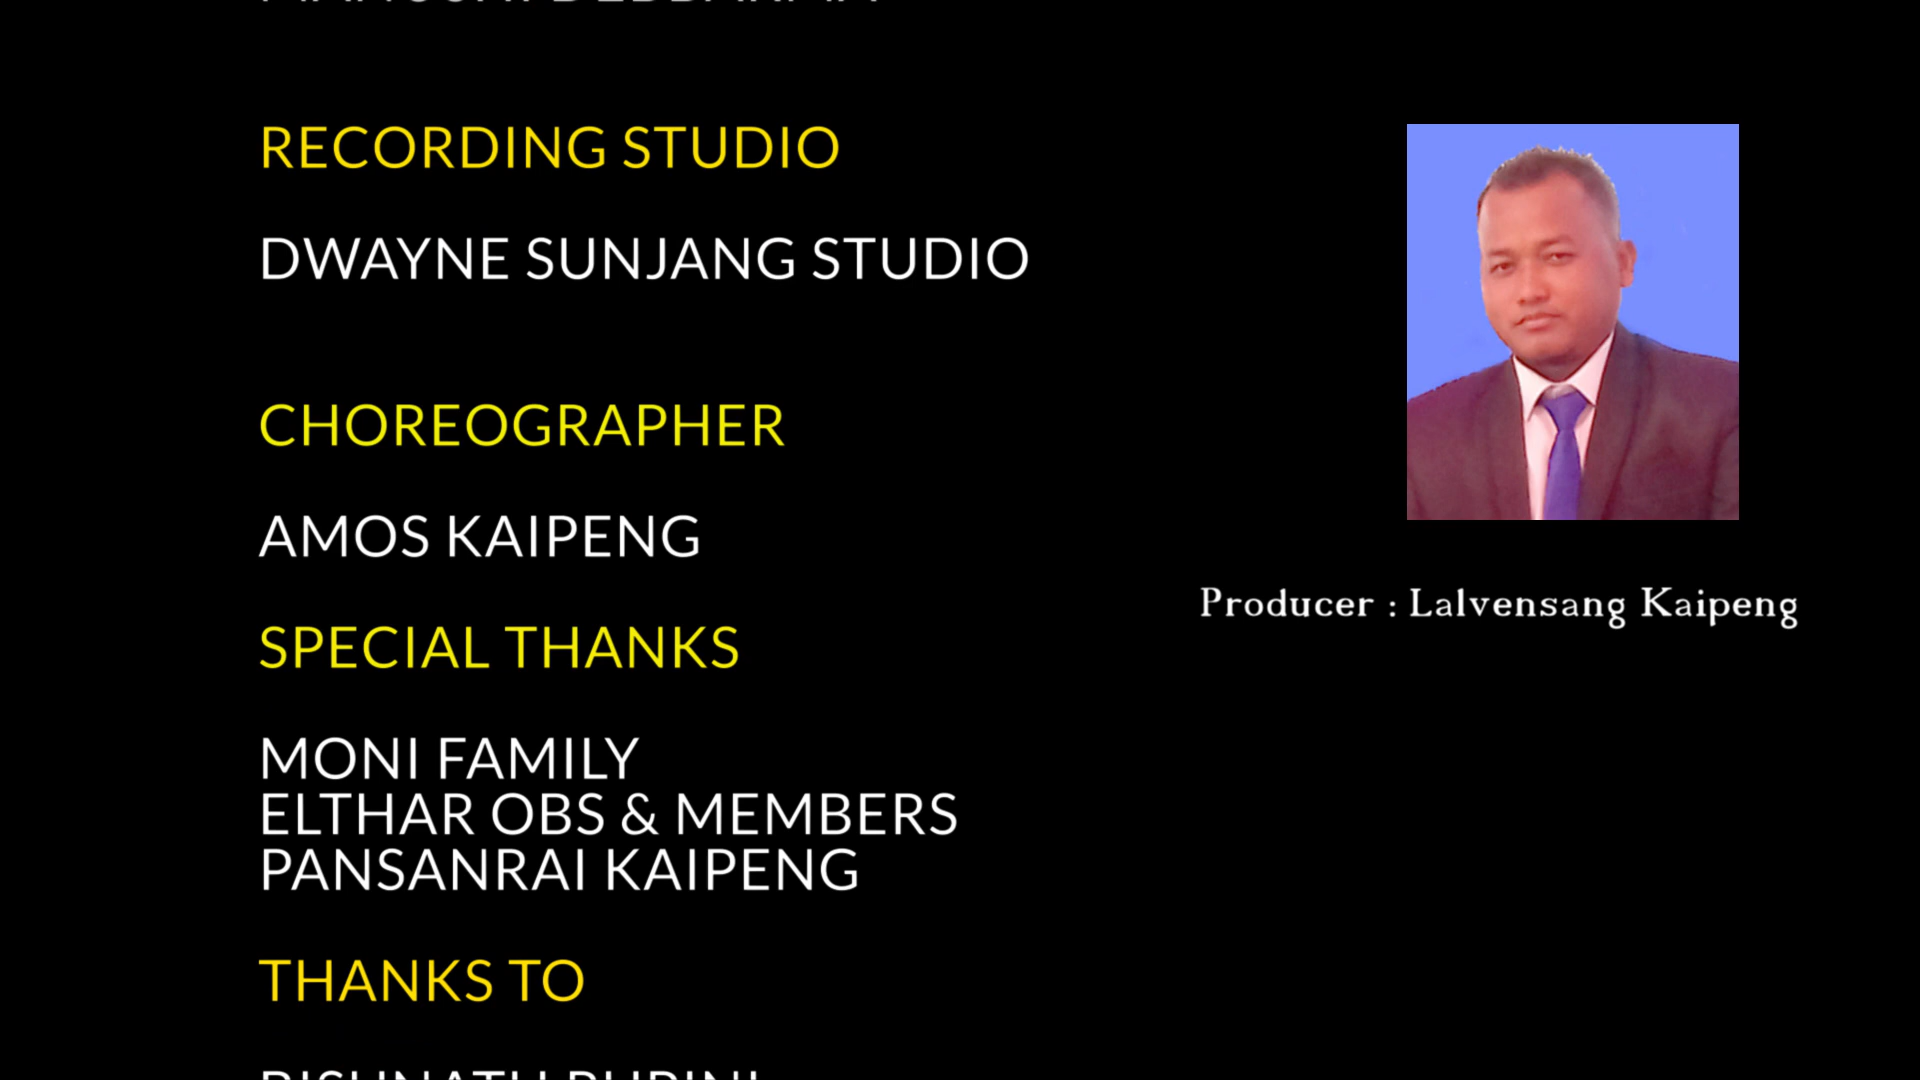 RECORDING STUDIO
DWAYNE SUNJANG STUDIO
CHOREOGRAPHER
AMOS KAIPENG
SPECIAL THANKS
MONI FAMILY
ELTHAR OBS & MEMBERS
PANSANRAI KAIPENG
THANKS TO
Producer : Lalvensang Kaipeng